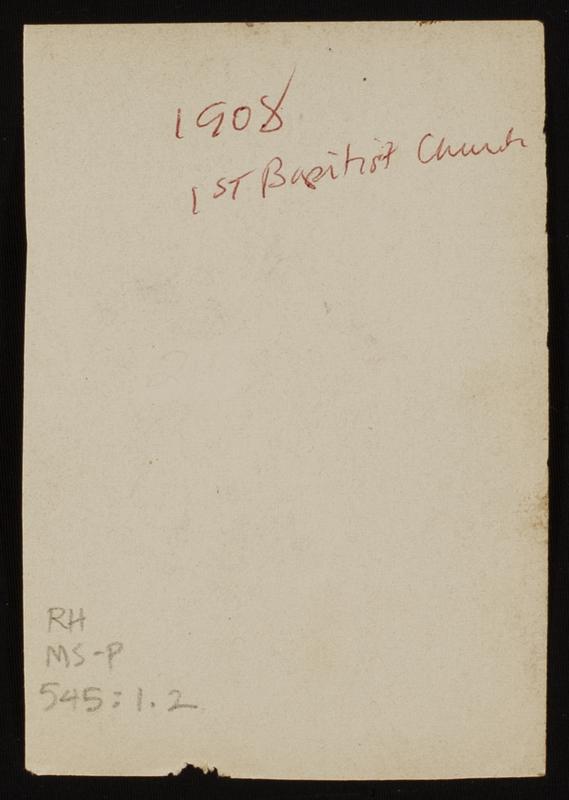 1908
1ST Baptist Church
RH
MS-P
545:1.2